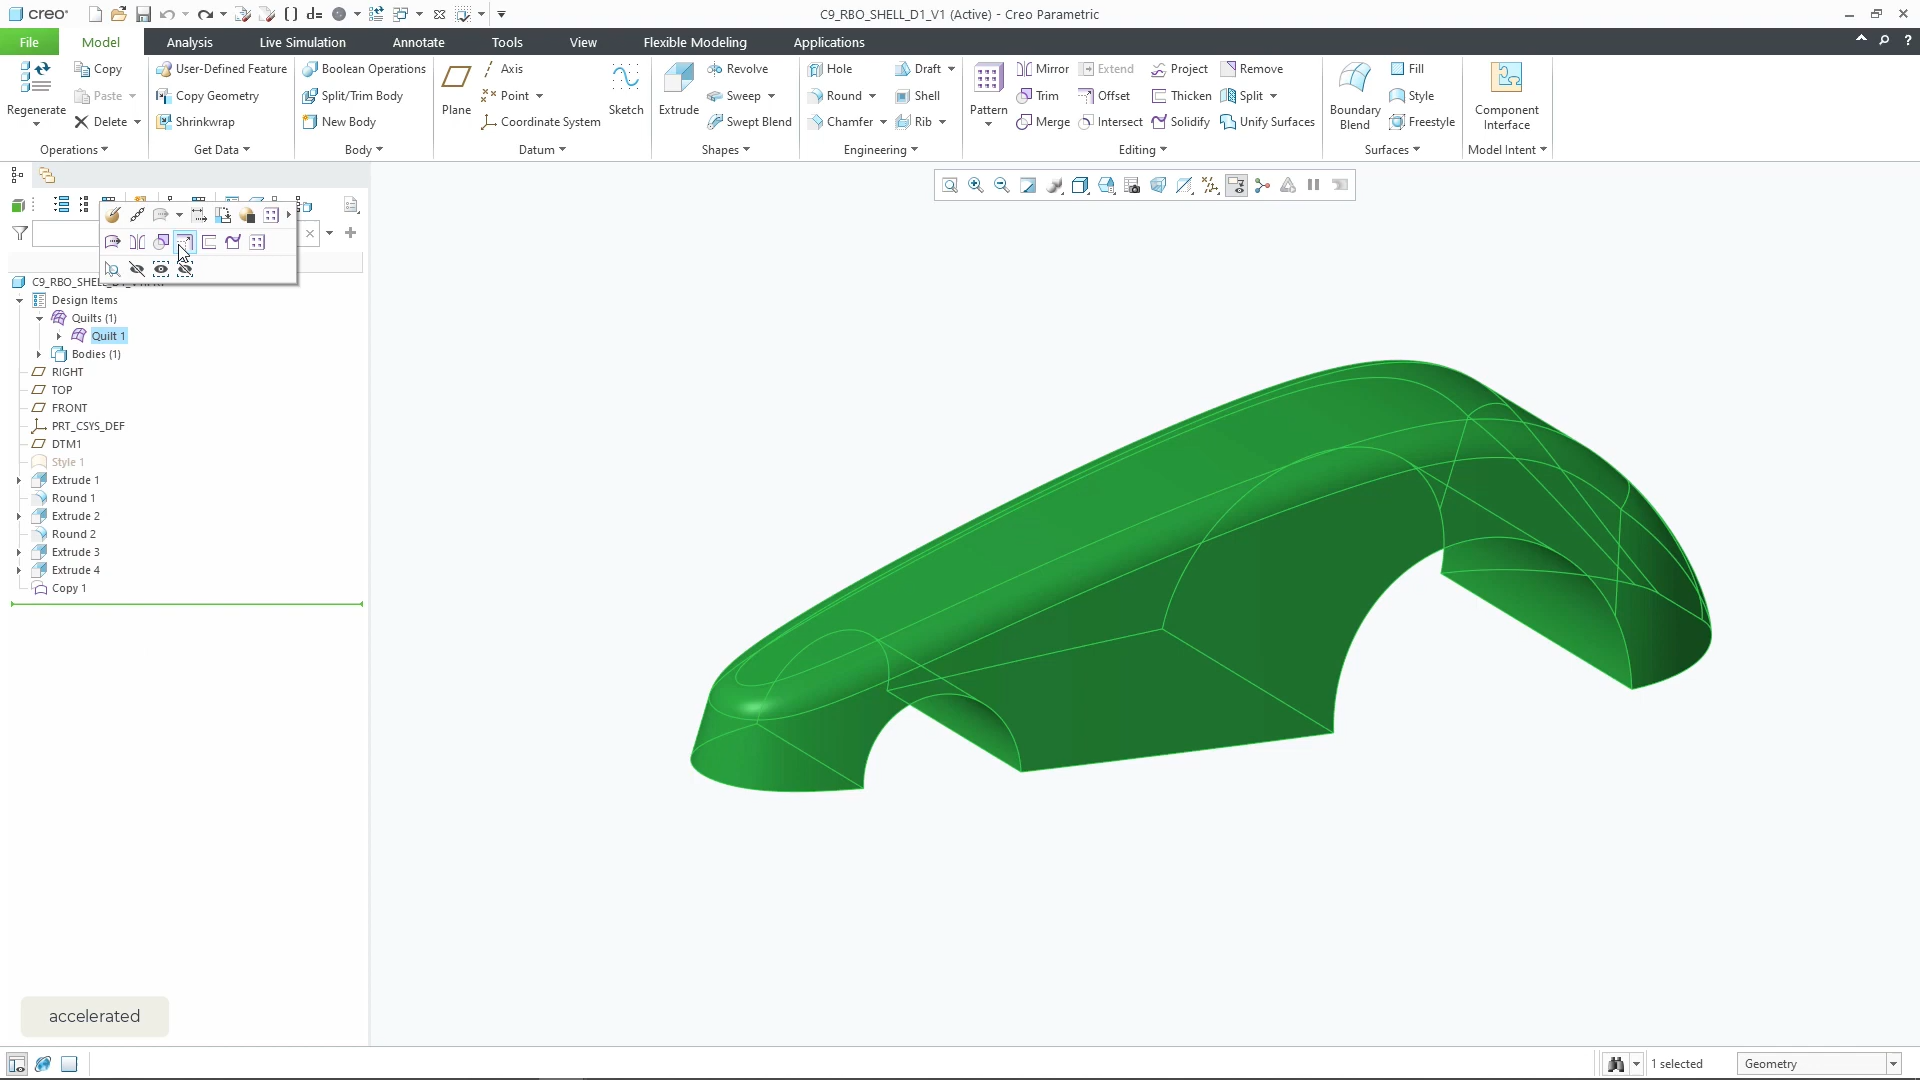 creo
d=
C9_RBO_SHELL_D1_V1 (Active) - Creo Parametric
File
Model
Analysis
Live Simulation
Annotate
Tools
View
Flexible Modeling
Applications
Regenerate
Copy
Paste
Delete
Operations
User-Defined Feature
Copy Geometry
Shrinkwrap
Get Data
Boolean Operations
Split/Trim Body
New Body
Body
Plane
Axis
Point
Coordinate System
Sketch
Datum
Extrude
Revolve
Sweep
Swept Blend
Shapes
Hole
Round
Chamfer
Draft
Shell
Rib
Engineering
Pattern
Mirror
Trim
Merge
Extend
Offset
Intersect
Project
Thicken
Solidify
Remove
Split
Unify Surfaces
Editing
Boundary
Blend
Fill
Style
Freestyle
Surfaces
Component
Interface
Model Intent
Design Items
Quilts (1)
Quilt 1
Bodies (1)
RIGHT
TOP
FRONT
PRT_CSYS_DEF
DTM1
Style 1
Extrude 1
Round 1
Extrude 2
Round 2
Extrude 3
Extrude 4
Copy 1
accelerated
1 selected
Geometry